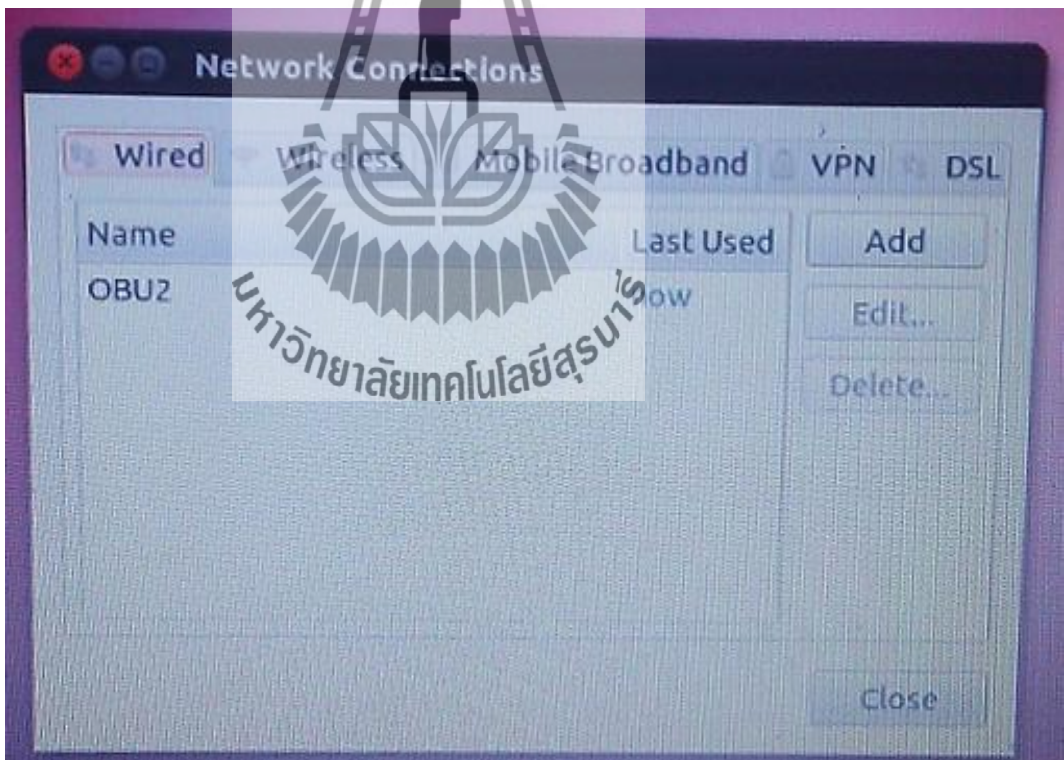 Network Connections
Wired Wireless Mobile Broadband VPN DSL
Name Last Used Add
OBU2 now Edit...
Delete...
มหาวิทยาลัยเทคโนโลยีสุรนารี
Close